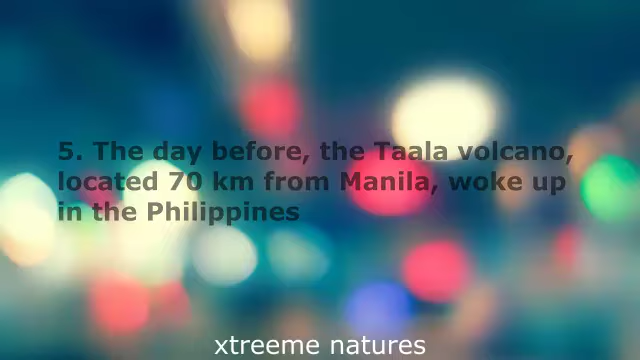 5. The day before, the Taala volcano,
located 70 km from Manila, woke up
in the Philippines
xtreeme natures